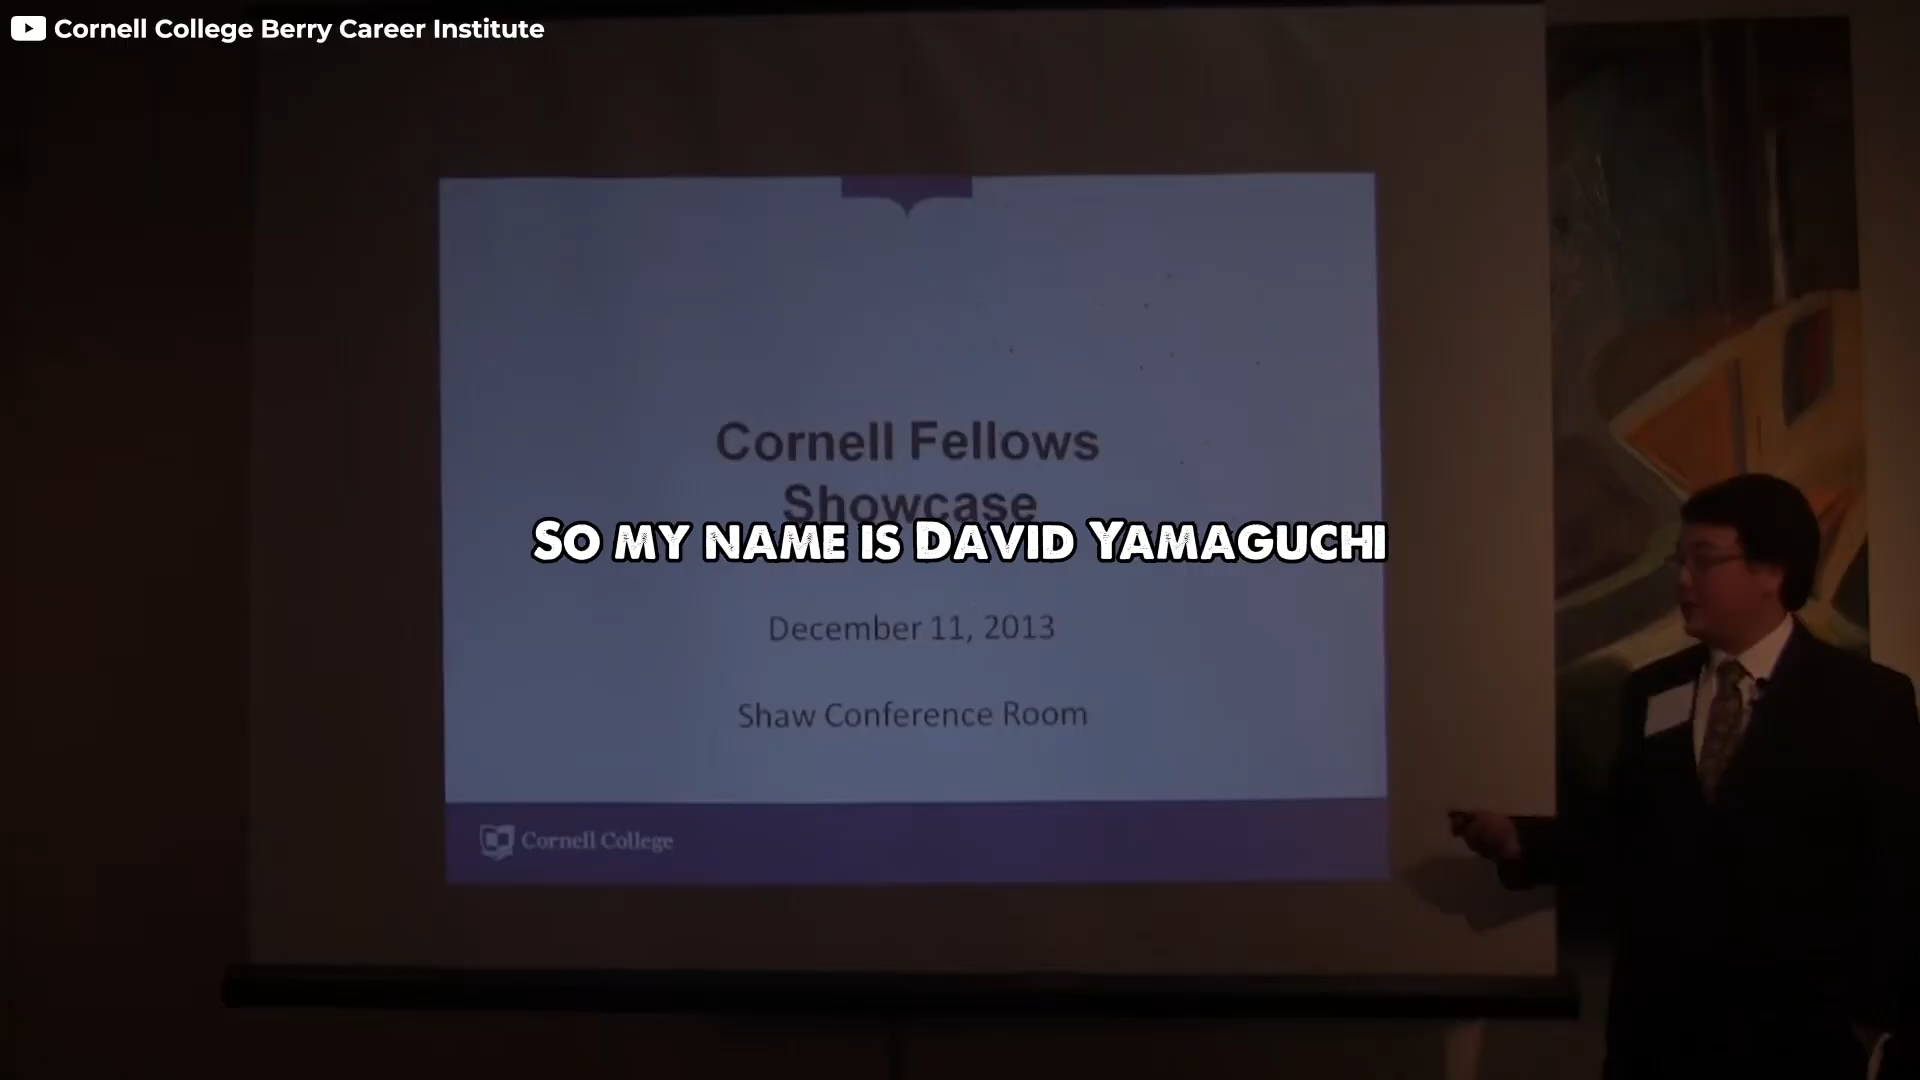 Cornell College Berry Career Institute
Cornell Fellows
Showcase
So my name is David Yamaguchi
December 11, 2013
Shaw Conference Room
Cornell College